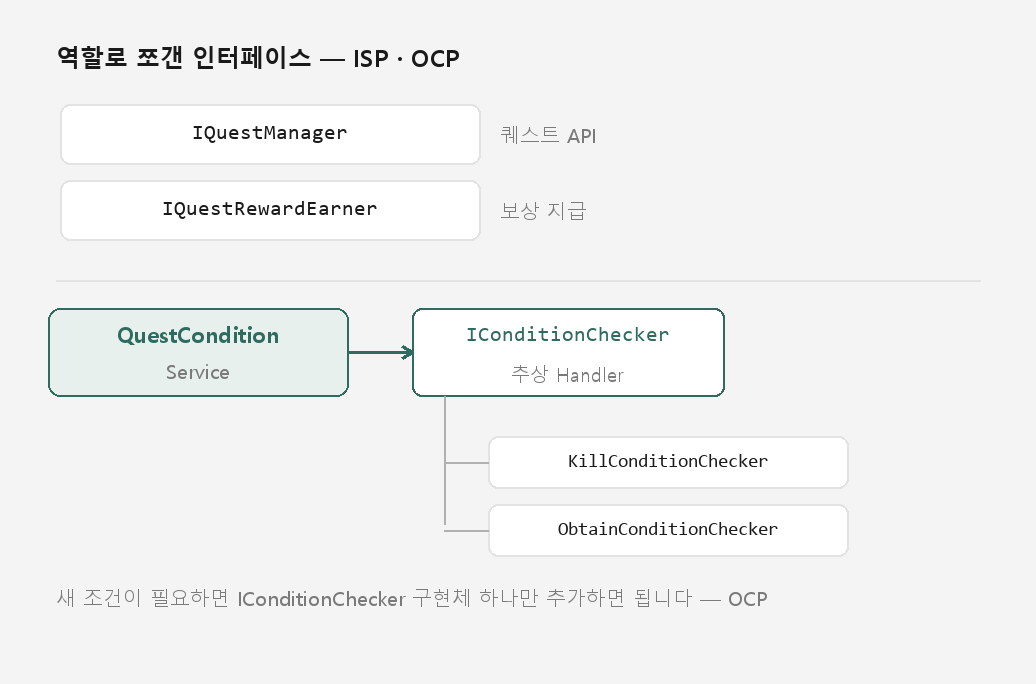 역할로 쪼갠 인터페이스 — ISP · OCP
IQuestManager
퀘스트 API
IQuestRewardEarner
보상 지급
QuestCondition
Service
IConditionChecker
추상 Handler
KillConditionChecker
ObtainConditionChecker
새 조건이 필요하면 IConditionChecker 구현체 하나만 추가하면 됩니다 — OCP